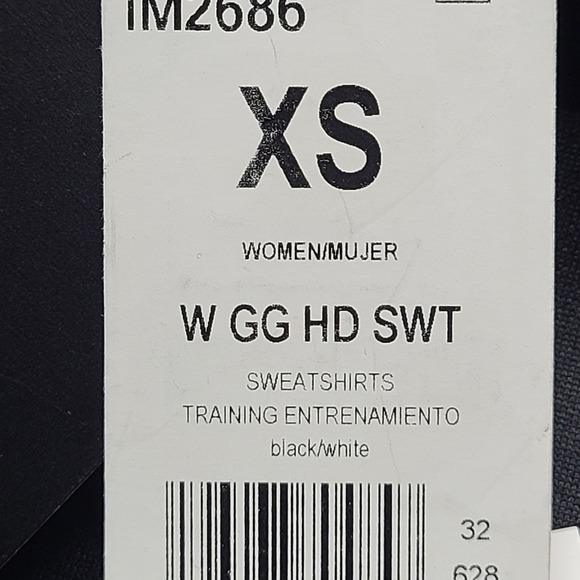 IM2686
XS
WOMEN/MUJER
W GG HD SWT
SWEATSHIRTS
TRAINING ENTRENAMIENTO
black/white
32
628